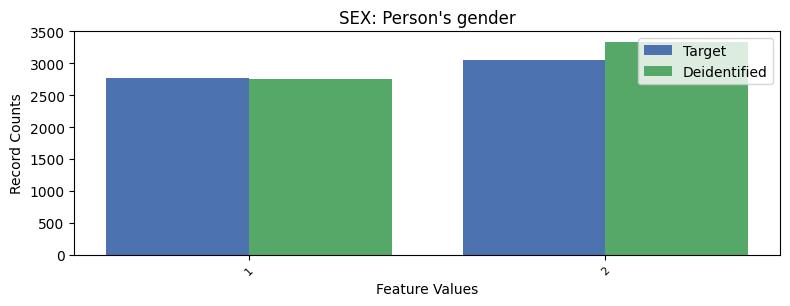 SEX: Person's gender
Target
Deidentified
Record Counts
3500
3000
2500
2000
1500
1000
500
0
1
2
Feature Values